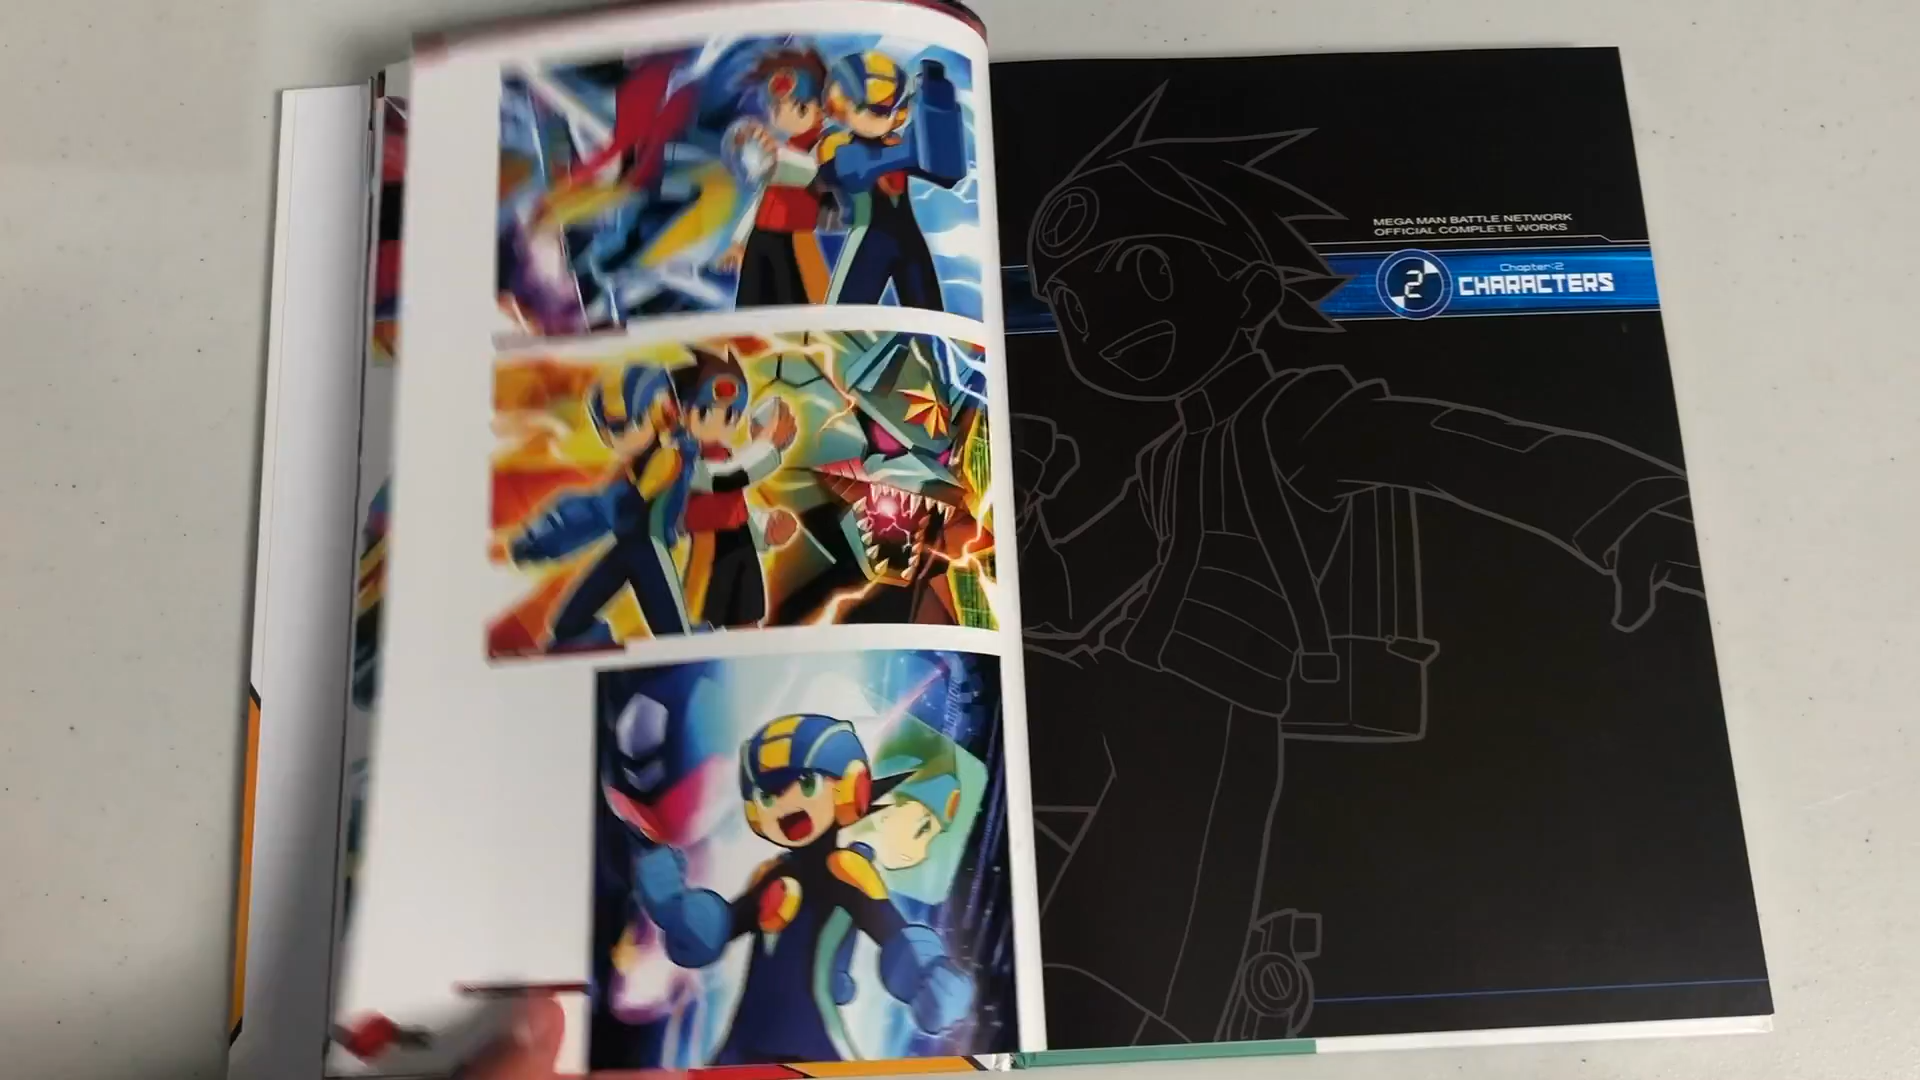 MEGA MAN BATTLE NETWORK
OFFICIAL COMPLETE WORKS
2
Chapter:2
CHARACTERS